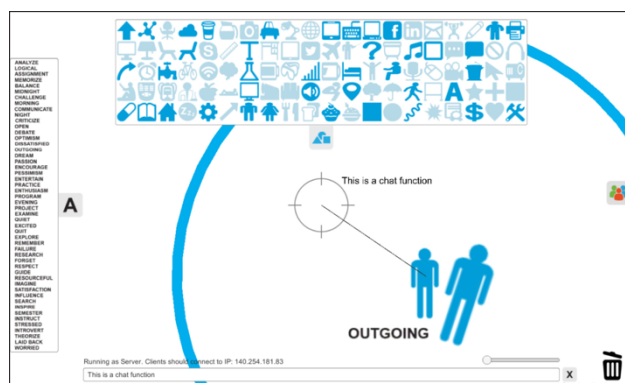 ANALYZE
LOGICAL
ASSIGNMENT
MEMORIZE
BALANCE
MIDNIGHT
CHALLENGE
MORNING
COMMUNICATE
NIGHT
CRITICIZE
OPEN
DEBATE
OPTIMISM
DISSATISFIED
OUTGOING
DREAM
PASSION
ENCOURAGE
PESSIMISM
ENTERTAIN
PRACTICE
ENTHUSIASM
PROGRAM
EVENING
PROJECT
EXAMINE
QUIET
EXCITED
QUIT
EXPLORE
REMEMBER
FAILURE
RESEARCH
FORGET
RESPECT
GUIDE
RESOURCEFUL
IMAGINE
SATISFACTION
INFLUENCE
SEARCH
INSPIRE
SEMESTER
INSTRUCT
STRESSED
INTROVERT
THEORIZE
LAID BACK
WORRIED
A
This is a chat function
OUTGOING
Running as Server. Clients should connect to IP: 140.254.181.83
This is a chat function
X